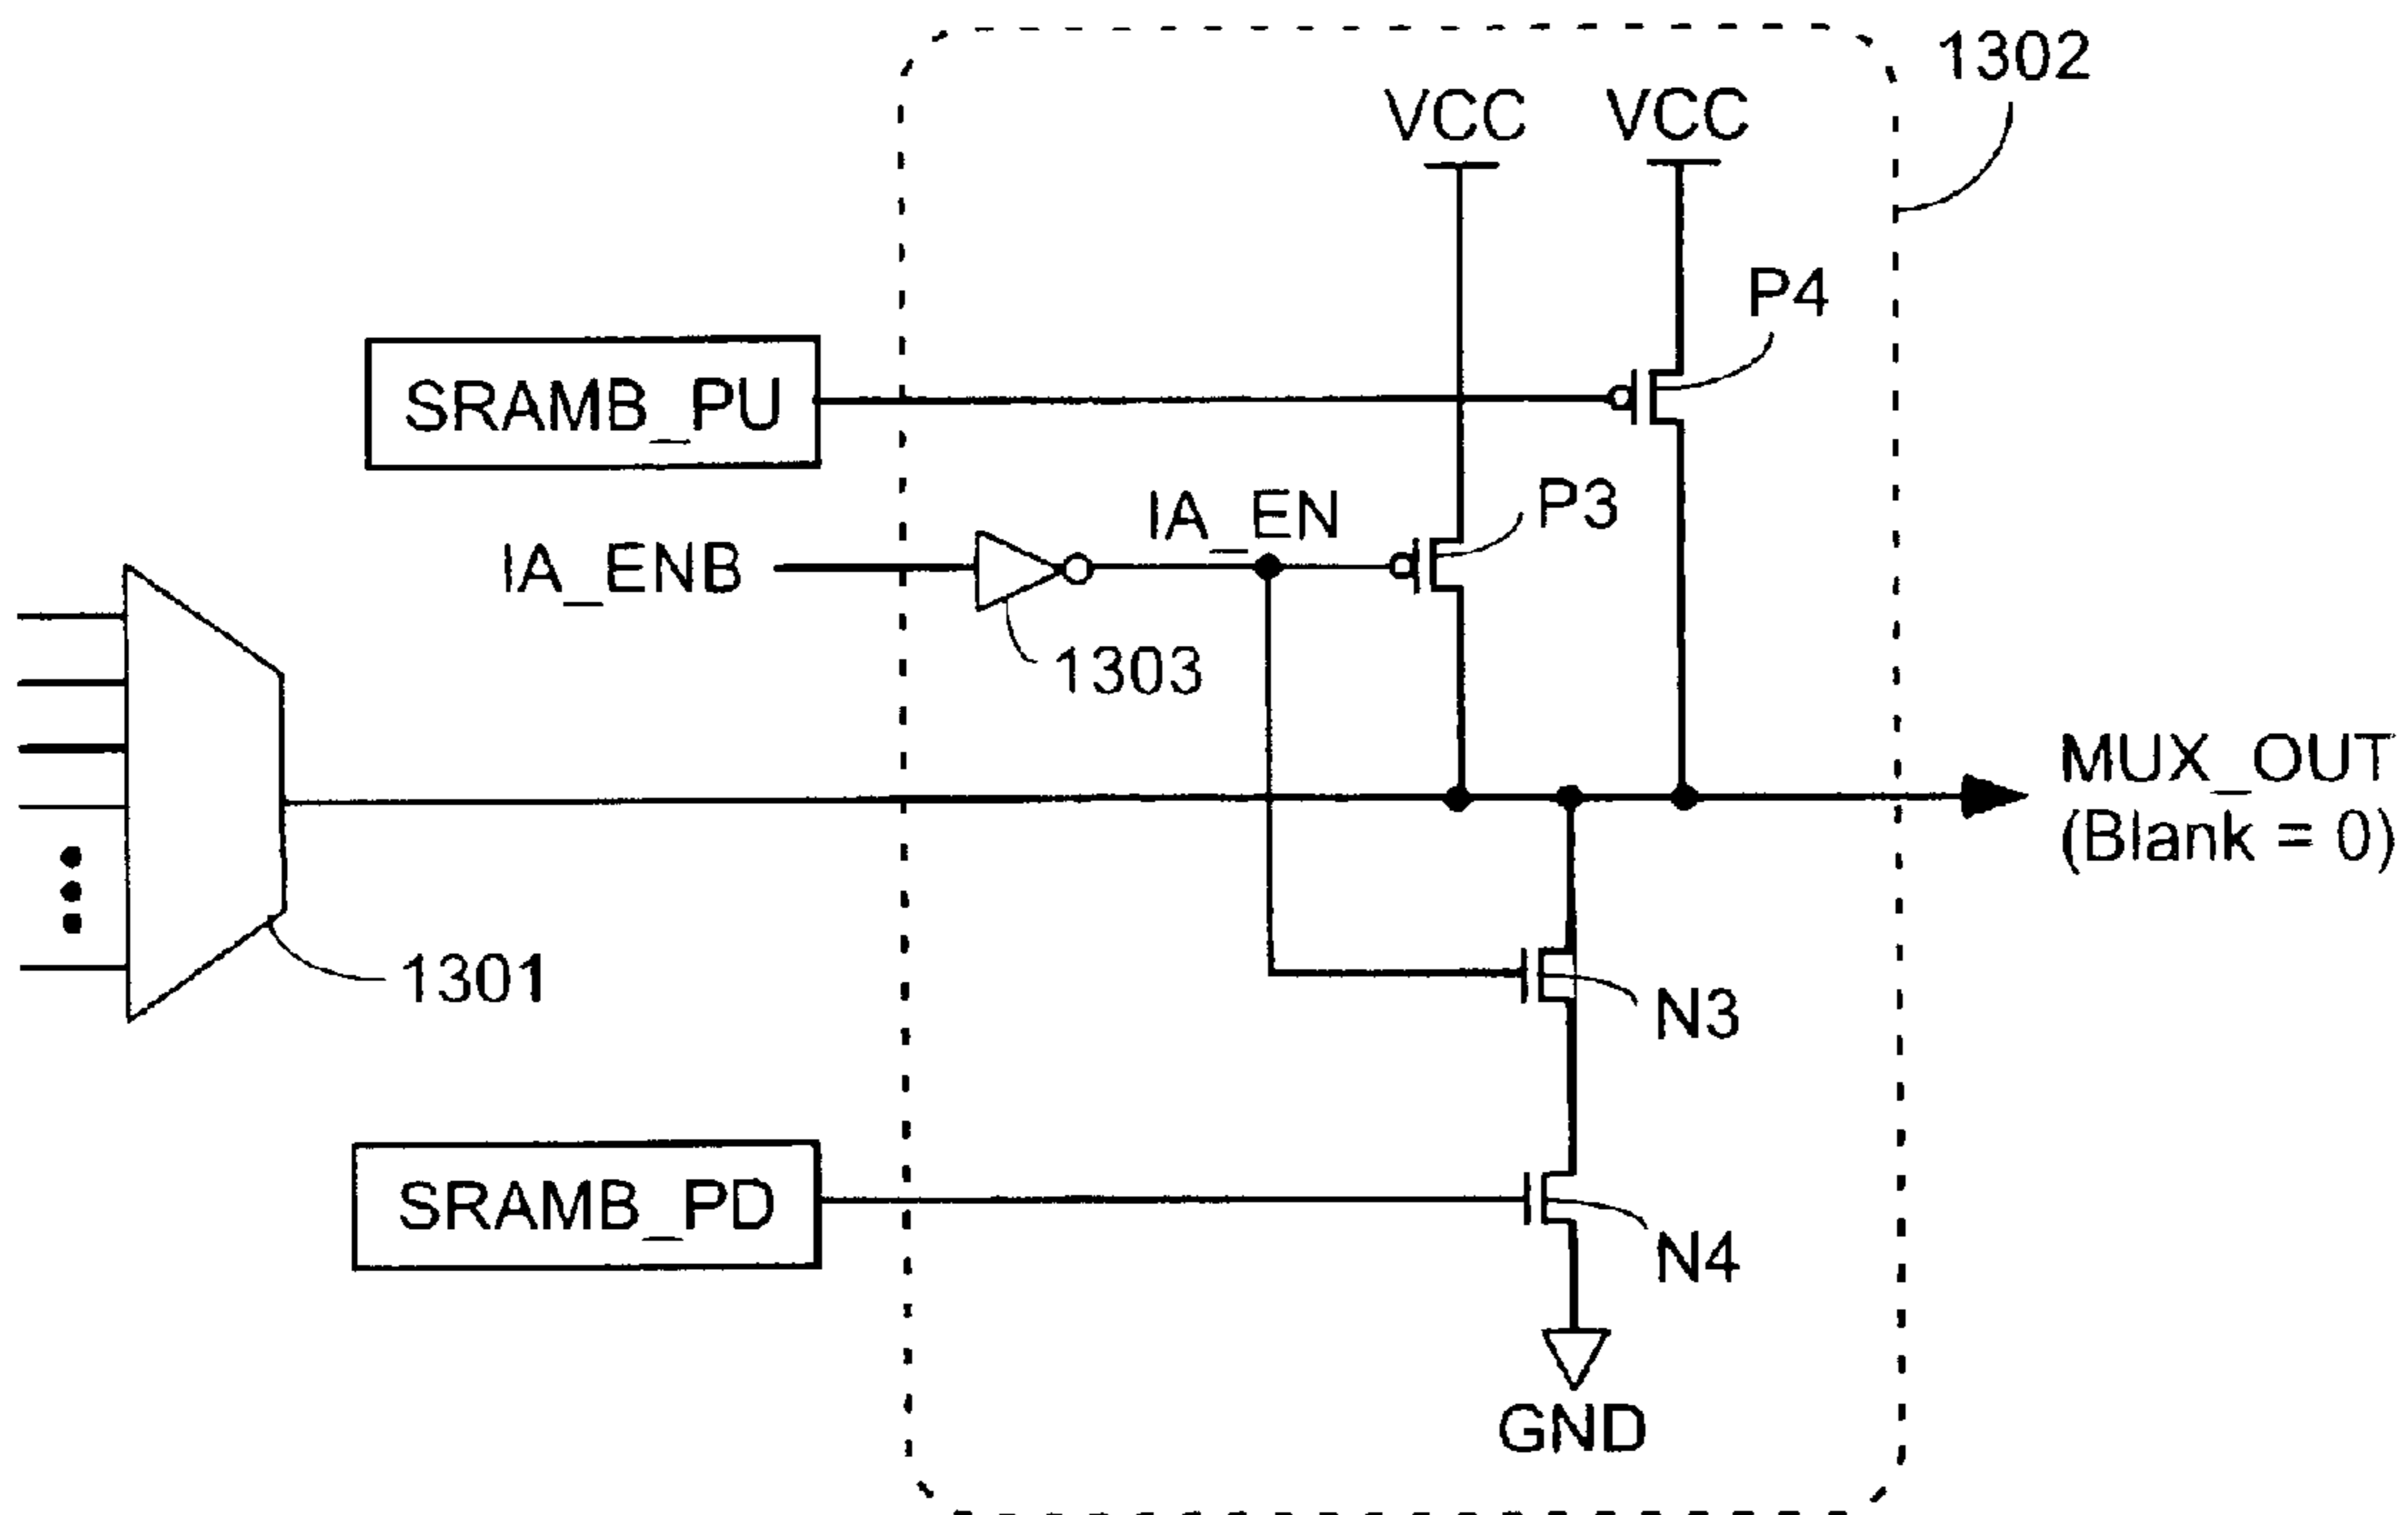 1302
VCC VCC
P4
SRAMB_PU
IA_EN P3
IA_ENB
1303
MUX_OUT
(Blank = 0)
1301
N3
SRAMB_PD
N4
GND